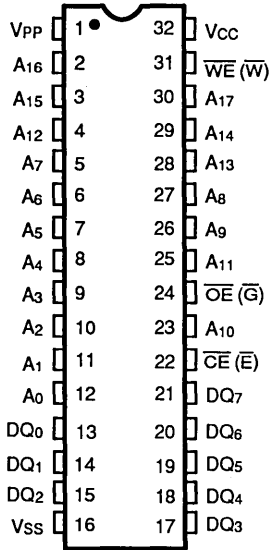 VPP 1 32 VCC
A16 2 31 W̅E̅ (W̅)
A15 3 30 A17
A12 4 29 A14
A7 5 28 A13
A6 6 27 A8
A5 7 26 A9
A4 8 25 A11
A3 9 24 O̅E̅ (G̅)
A2 10 23 A10
A1 11 22 C̅E̅ (E̅)
A0 12 21 DQ7
DQ0 13 20 DQ6
DQ1 14 19 DQ5
DQ2 15 18 DQ4
VSS 16 17 DQ3